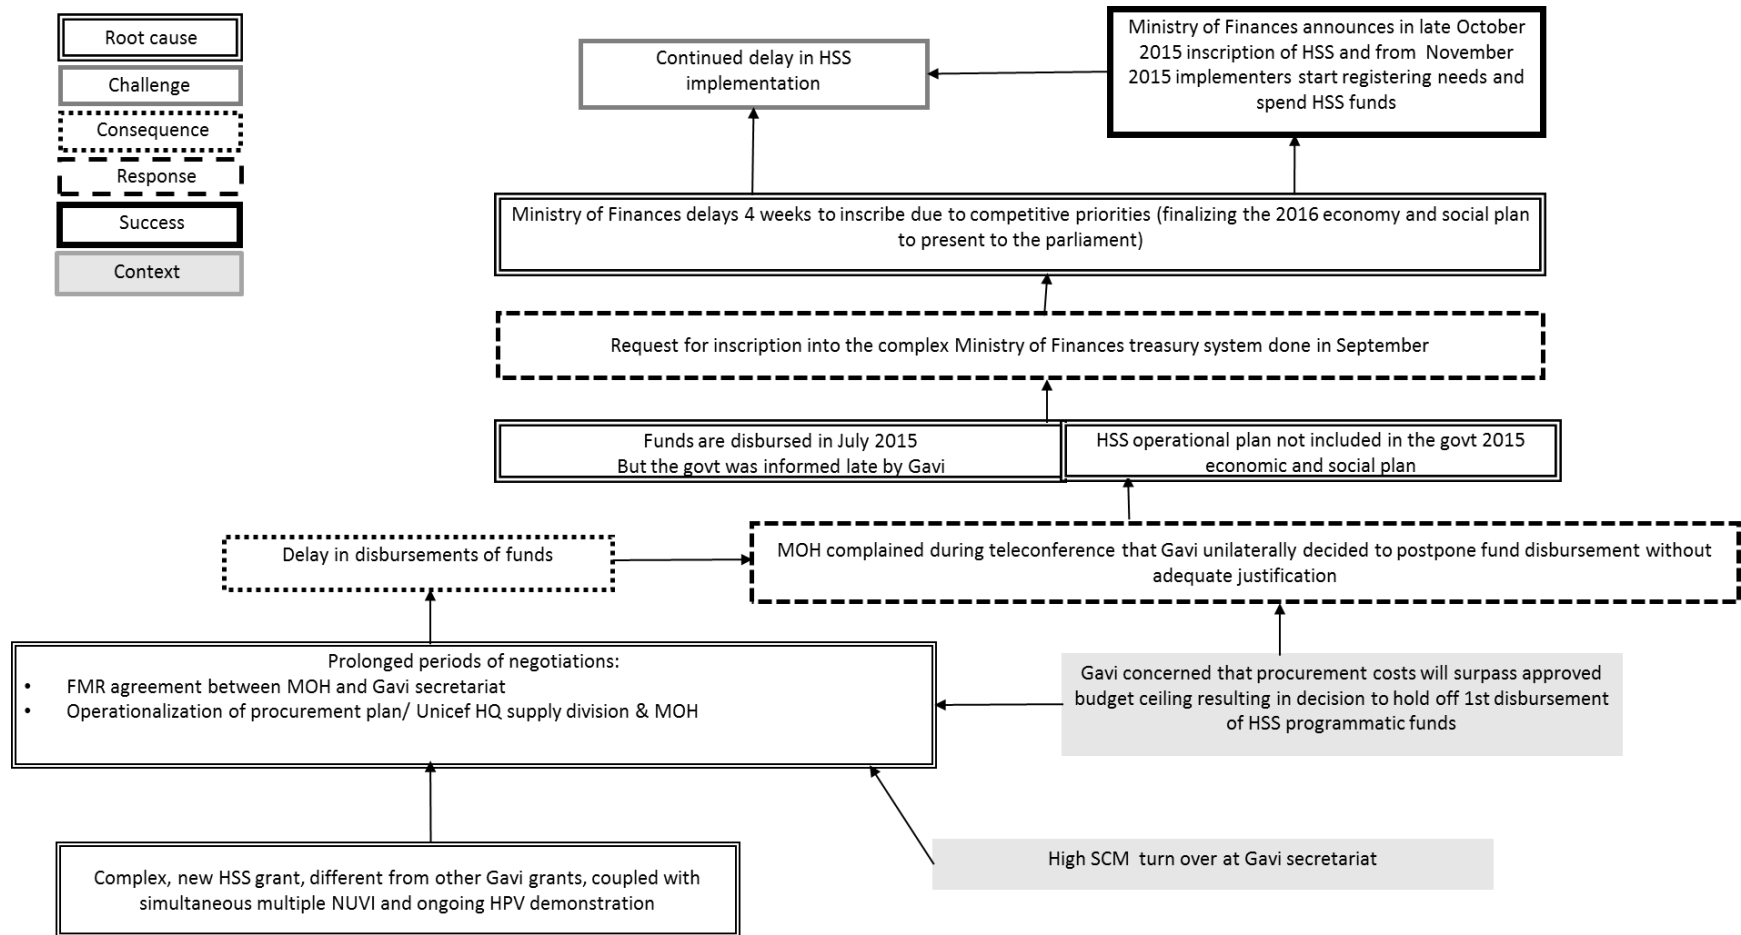 Root cause
Challenge
Consequence
Response
Success
Context
Continued delay in HSS
implementation
Ministry of Finances announces in late October
2015 inscription of HSS and from November
2015 implementers start registering needs and
spend HSS funds
Ministry of Finances delays 4 weeks to inscribe due to competitive priorities (finalizing the 2016 economy and social plan
to present to the parliament)
Request for inscription into the complex Ministry of Finances treasury system done in September
Funds are disbursed in July 2015
But the govt was informed late by Gavi
HSS operational plan not included in the govt 2015
economic and social plan
Delay in disbursements of funds
MOH complained during teleconference that Gavi unilaterally decided to postpone fund disbursement without
adequate justification
Prolonged periods of negotiations:
• FMR agreement between MOH and Gavi secretariat
• Operationalization of procurement plan/ Unicef HQ supply division & MOH
Gavi concerned that procurement costs will surpass approved
budget ceiling resulting in decision to hold off 1st disbursement
of HSS programmatic funds
High SCM turn over at Gavi secretariat
Complex, new HSS grant, different from other Gavi grants, coupled with
simultaneous multiple NUVI and ongoing HPV demonstration